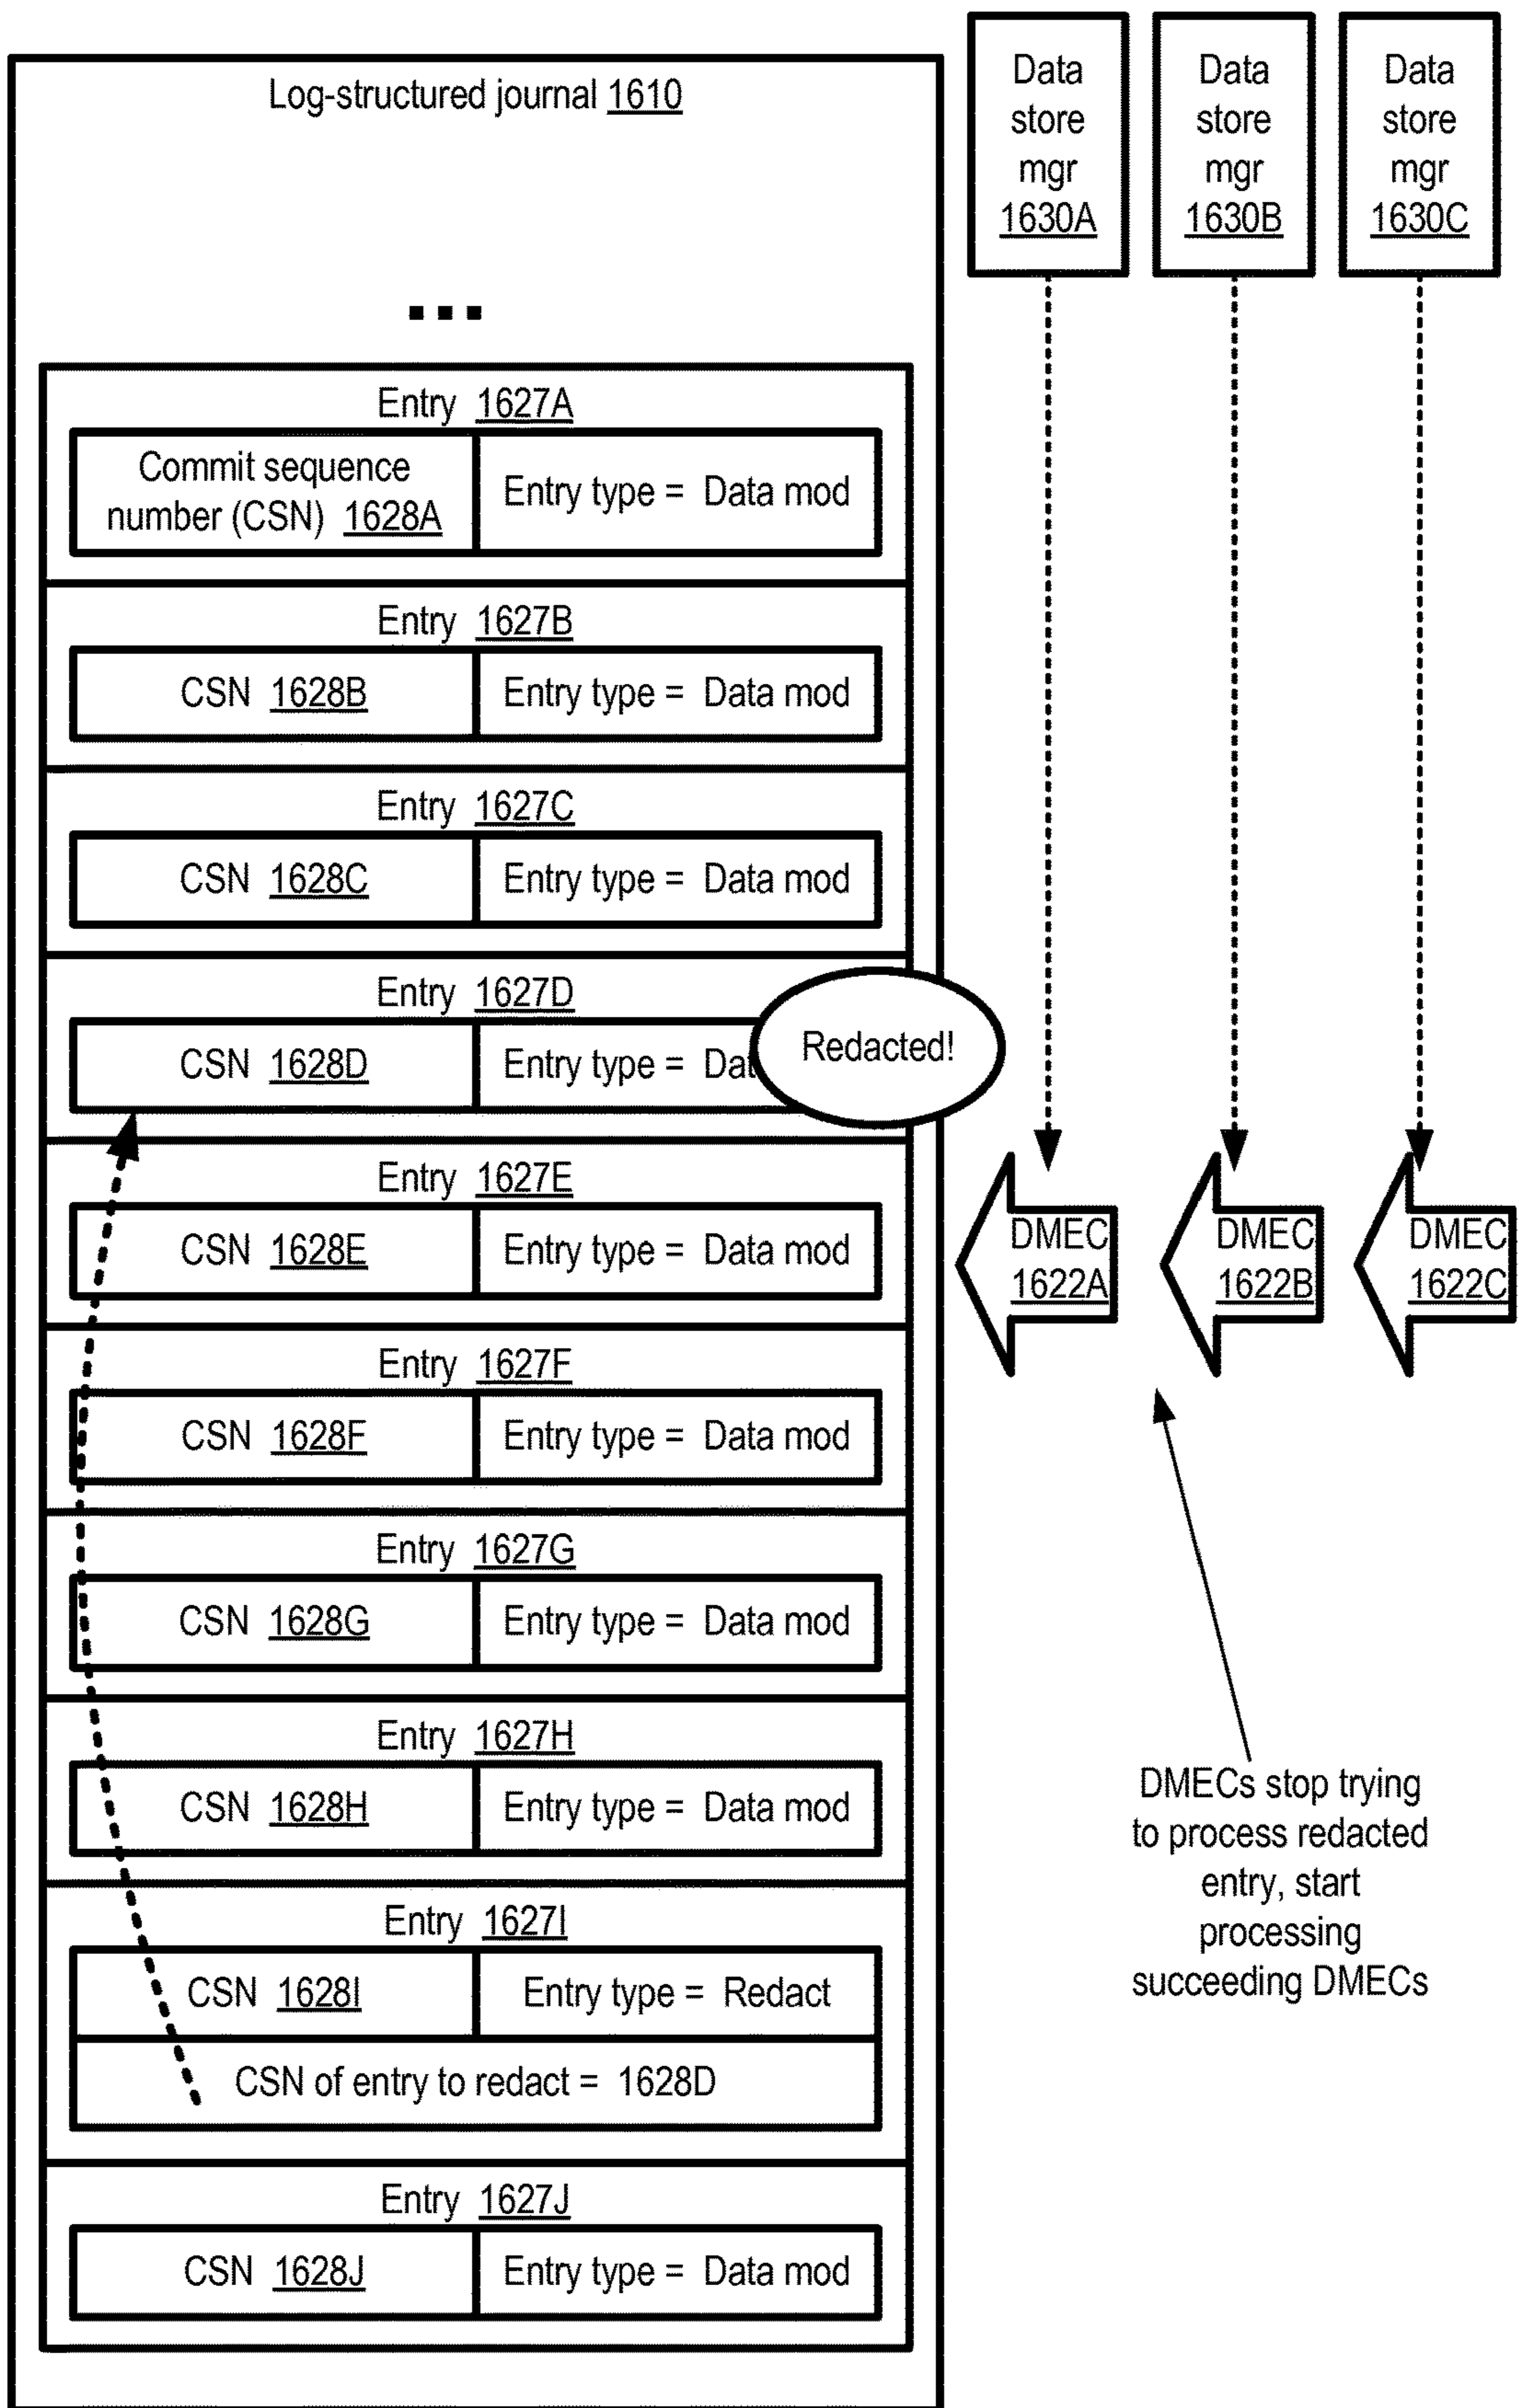 Log-structured journal 1610
Data
store
mgr
1630A
Data
store
mgr
1630B
Data
store
mgr
1630C
...
Entry 1627A
Commit sequence
number (CSN) 1628A
Entry type = Data mod
Entry 1627B
CSN 1628B
Entry type = Data mod
Entry 1627C
CSN 1628C
Entry type = Data mod
Entry 1627D
CSN 1628D
Entry type = Dat
Redacted!
Entry 1627E
CSN 1628E
Entry type = Data mod
DMEC
1622A
DMEC
1622B
DMEC
1622C
Entry 1627F
CSN 1628F
Entry type = Data mod
Entry 1627G
CSN 1628G
Entry type = Data mod
Entry 1627H
CSN 1628H
Entry type = Data mod
DMECs stop trying
to process redacted
entry, start
processing
succeeding DMECs
Entry 1627I
CSN 1628I
Entry type = Redact
CSN of entry to redact = 1628D
Entry 1627J
CSN 1628J
Entry type = Data mod